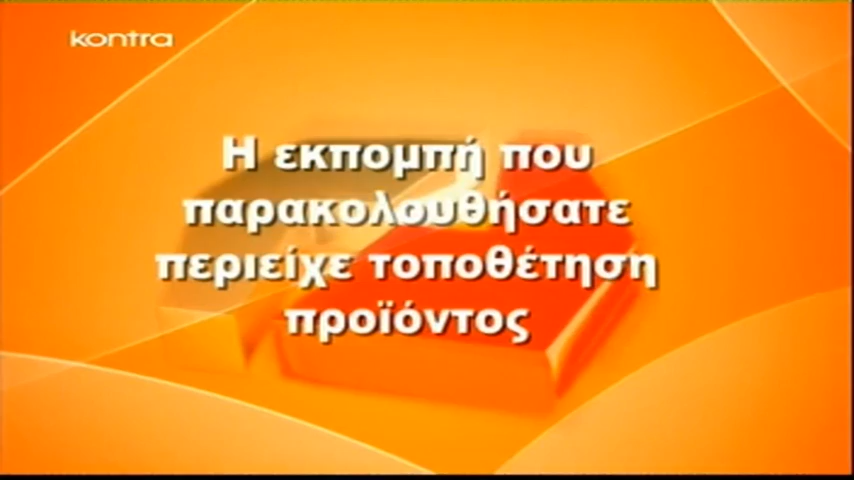 kontra
Η εκπομπή που
παρακολουθήσατε
περιείχε τοποθέτηση
προϊόντος